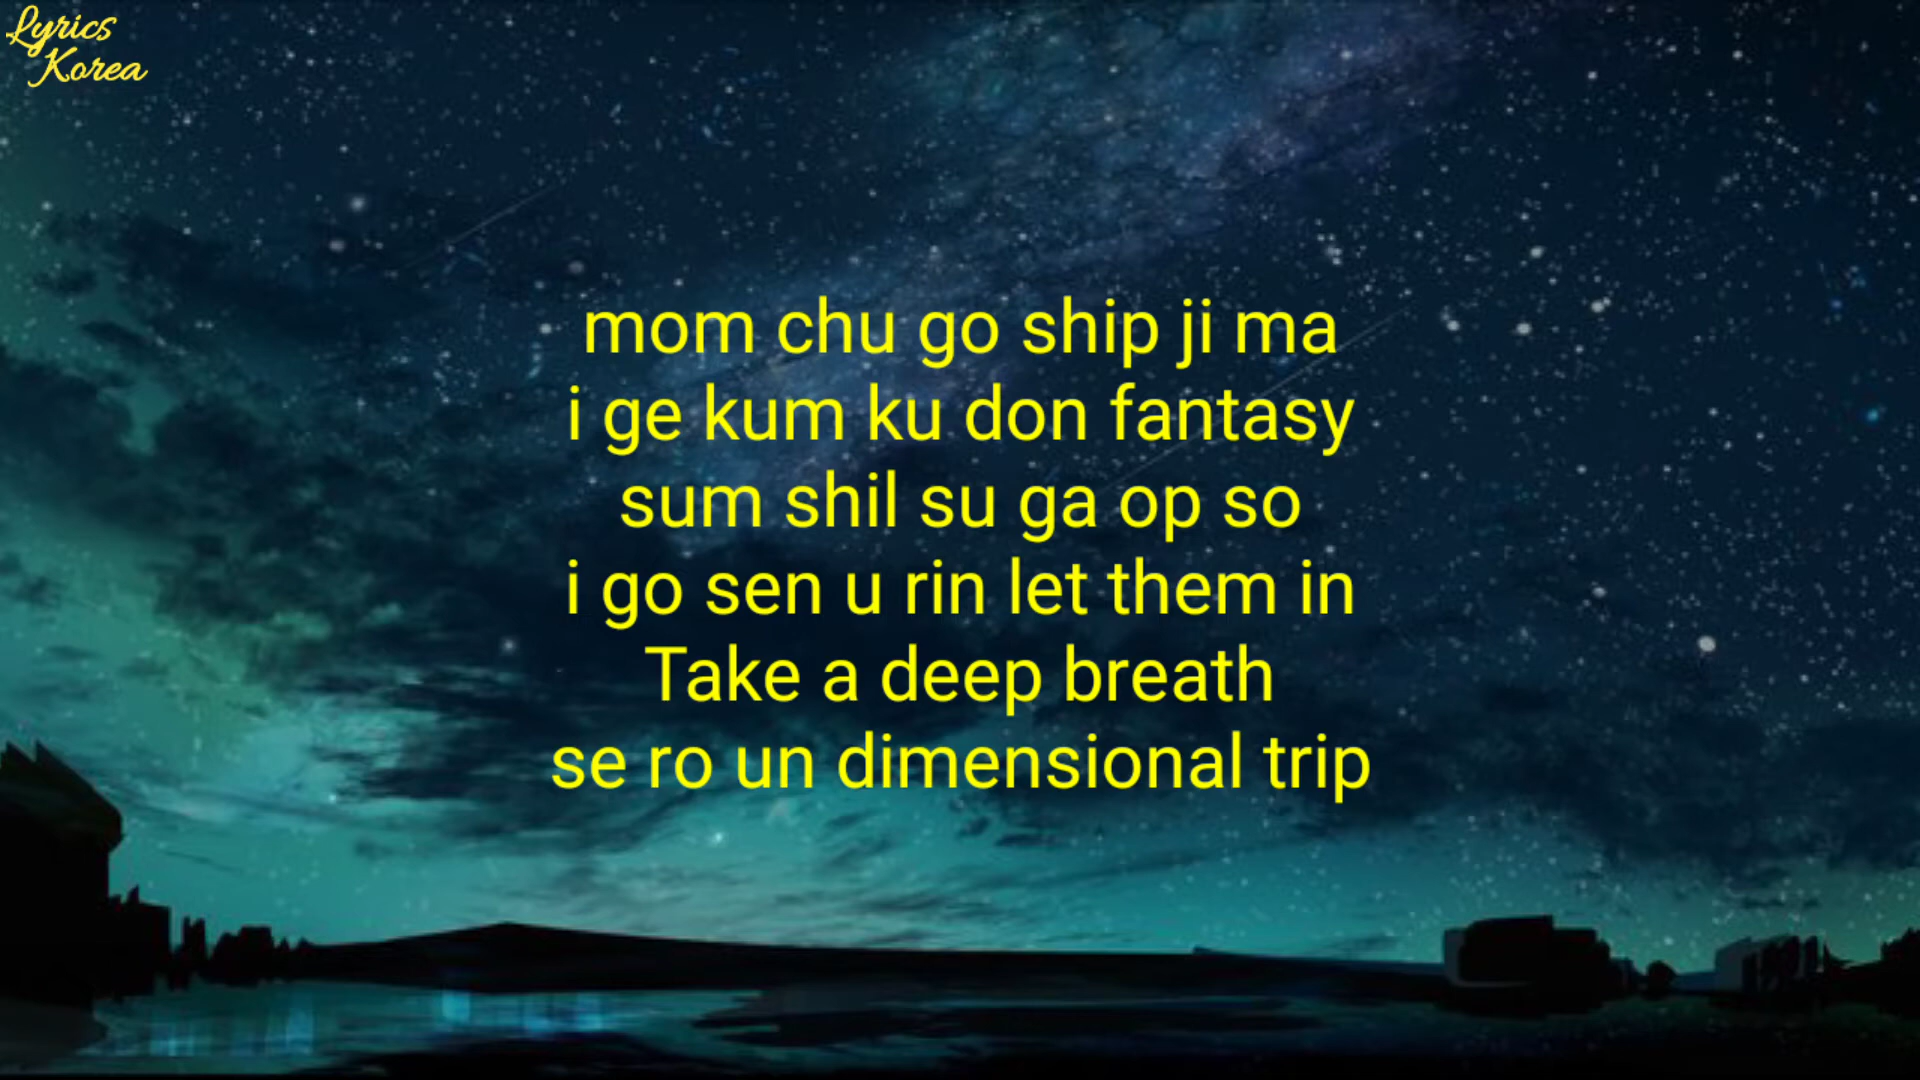 Lyrics
Korea
mom chu go ship ji ma
i ge kum ku don fantasy
sum shil su ga op so
i go sen u rin let them in
Take a deep breath
se ro un dimensional trip